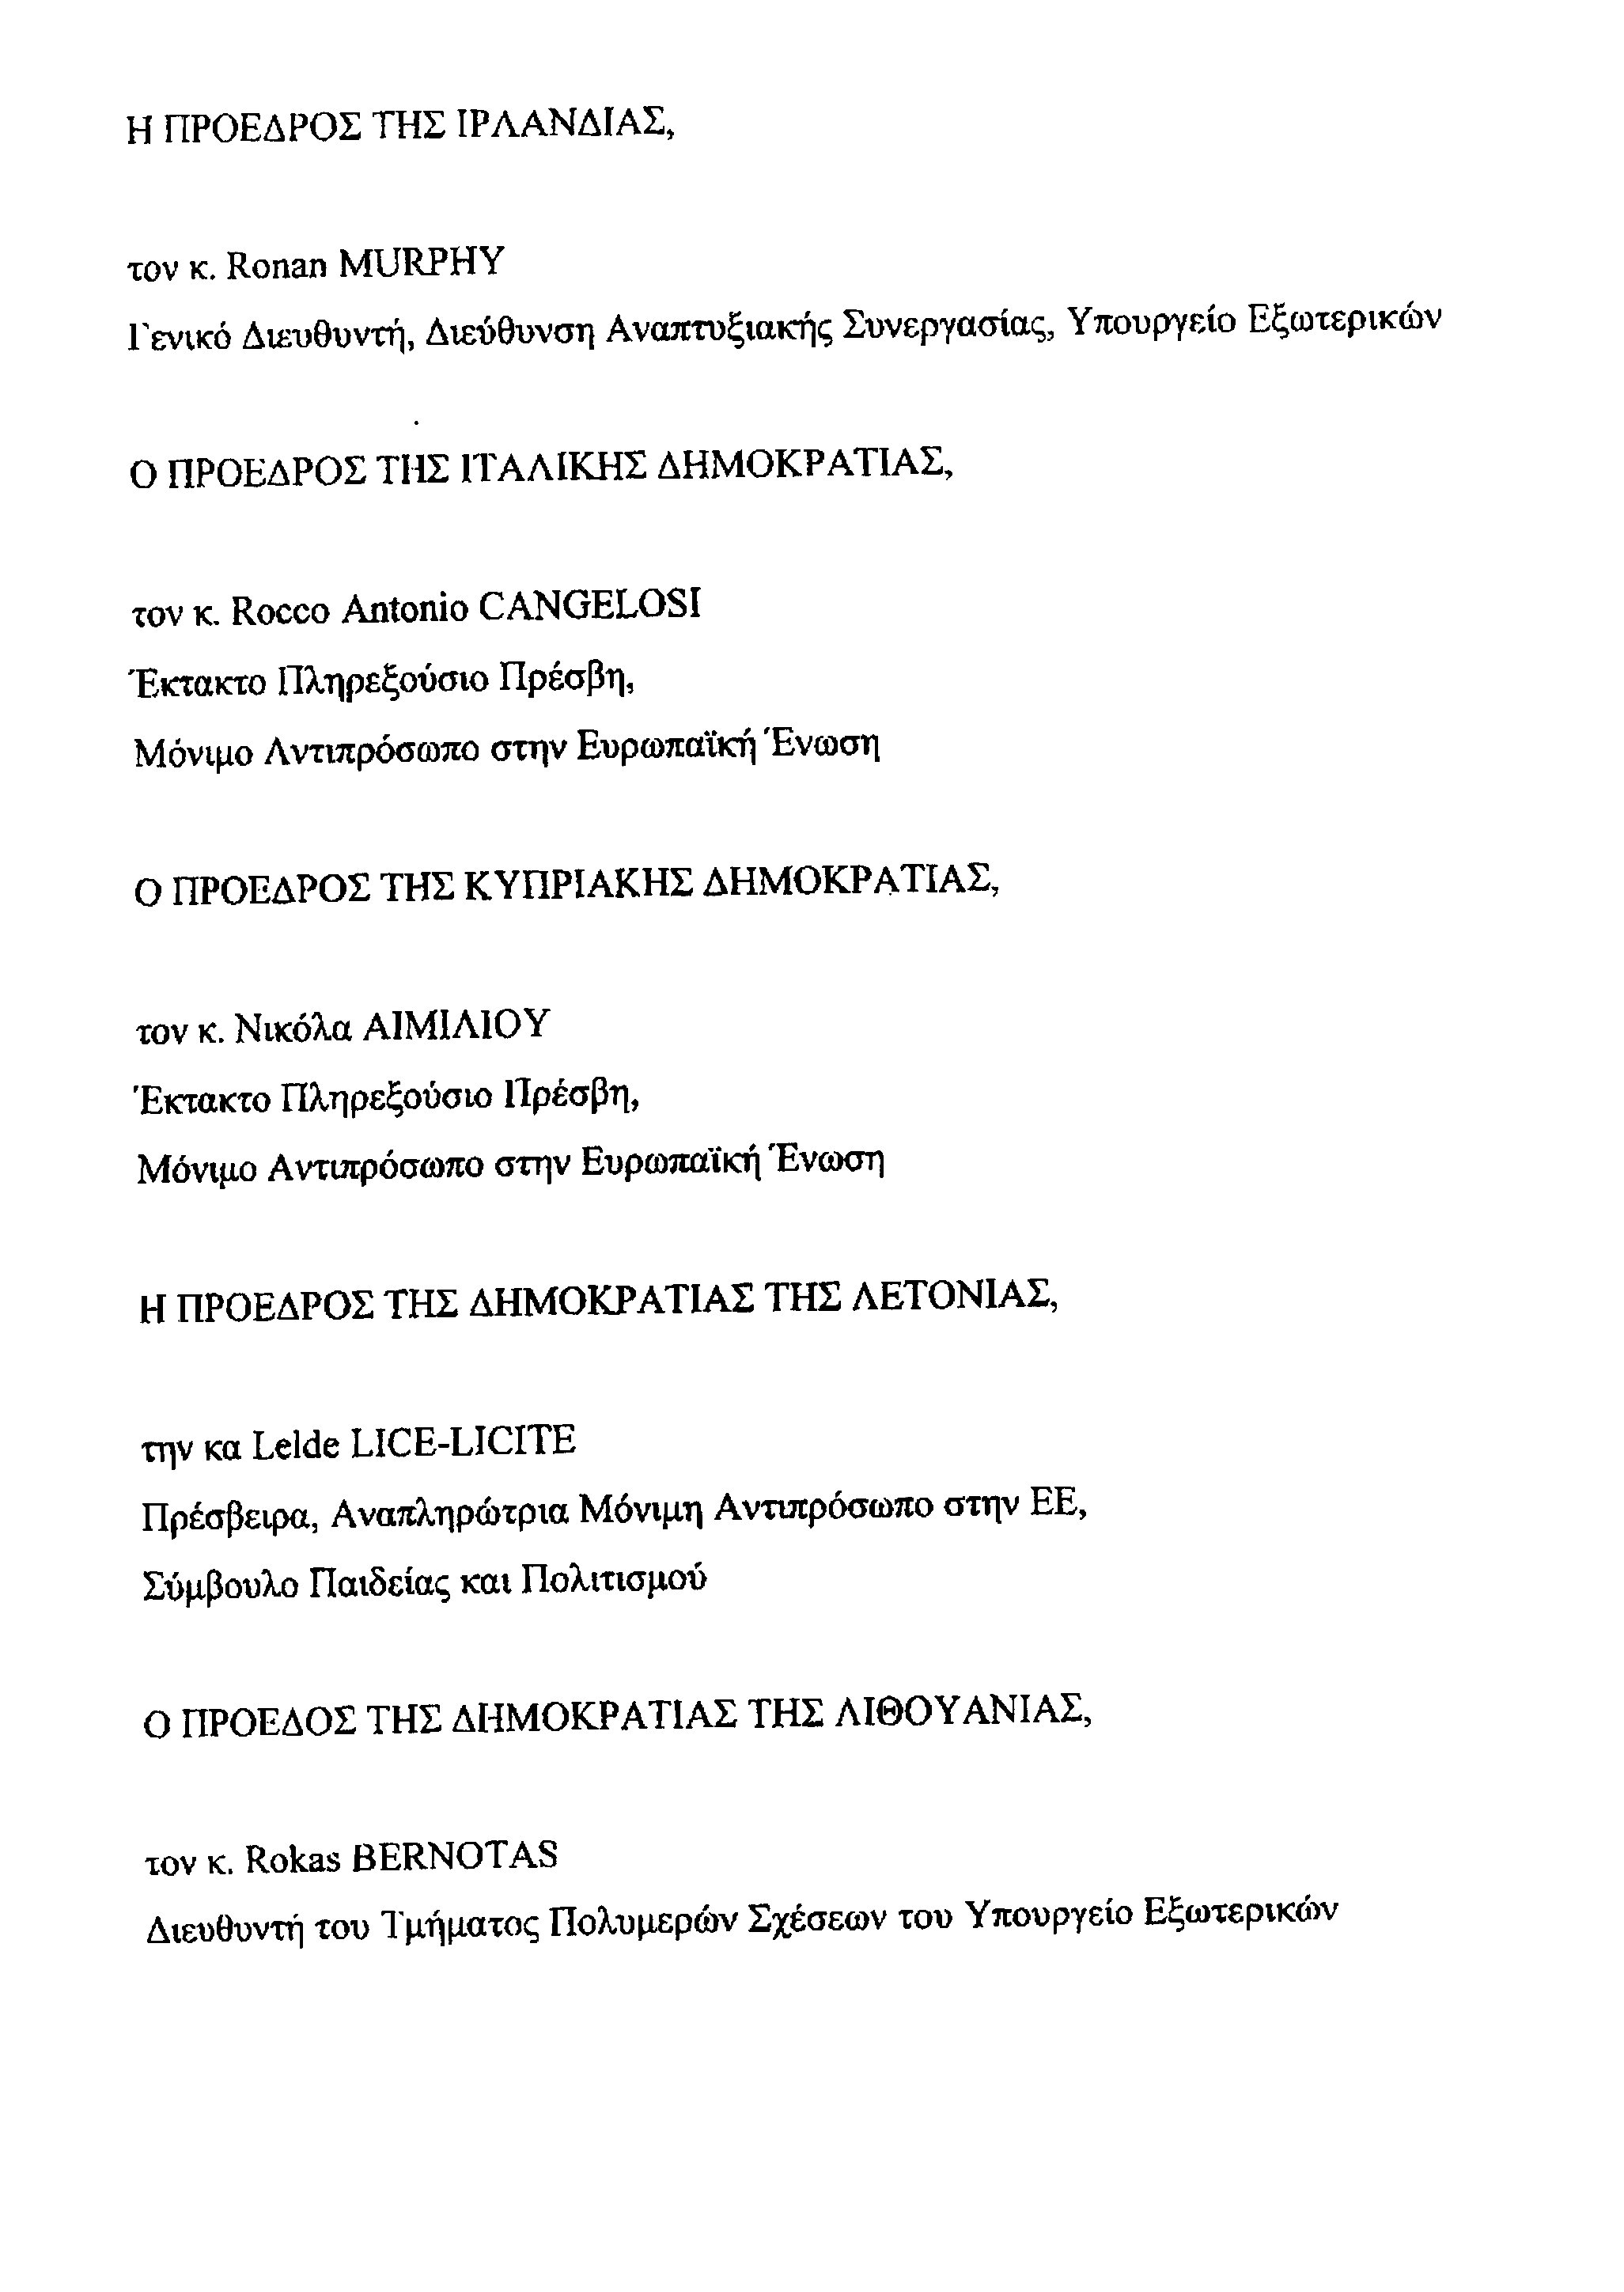 Η ΠΡΟΕΔΡΟΣ ΤΗΣ ΙΡΛΑΝΔΙΑΣ,
τον κ. Ronan MURPHY
Γενικό Διευθυντή, Διεύθυνση Αναπτυξιακής Συνεργασίας, Υπουργείο Εξωτερικών
Ο ΠΡΟΕΔΡΟΣ ΤΗΣ ΙΤΑΛΙΚΗΣ ΔΗΜΟΚΡΑΤΙΑΣ,
τον κ. Rocco Antonio CANGELOSI
Έκτακτο Πληρεξούσιο Πρέσβη,
Μόνιμο Αντιπρόσωπο στην Ευρωπαϊκή Ένωση
Ο ΠΡΟΕΔΡΟΣ ΤΗΣ ΚΥΠΡΙΑΚΗΣ ΔΗΜΟΚΡΑΤΙΑΣ,
τον κ. Νικόλα ΑΙΜΙΛΙΟΥ
Έκτακτο Πληρεξούσιο Πρέσβη,
Μόνιμο Αντιπρόσωπο στην Ευρωπαϊκή Ένωση
Η ΠΡΟΕΔΡΟΣ ΤΗΣ ΔΗΜΟΚΡΑΤΙΑΣ ΤΗΣ ΛΕΤΟΝΙΑΣ,
την κα Lelde LICE-LICITE
Πρέσβειρα, Αναπληρώτρια Μόνιμη Αντιπρόσωπο στην ΕΕ,
Σύμβουλο Παιδείας και Πολιτισμού
Ο ΠΡΟΕΔΟΣ ΤΗΣ ΔΗΜΟΚΡΑΤΙΑΣ ΤΗΣ ΛΙΘΟΥΑΝΙΑΣ,
τον κ. Rokas BERNOTAS
Διευθυντή του Τμήματος Πολυμερών Σχέσεων του Υπουργείο Εξωτερικών